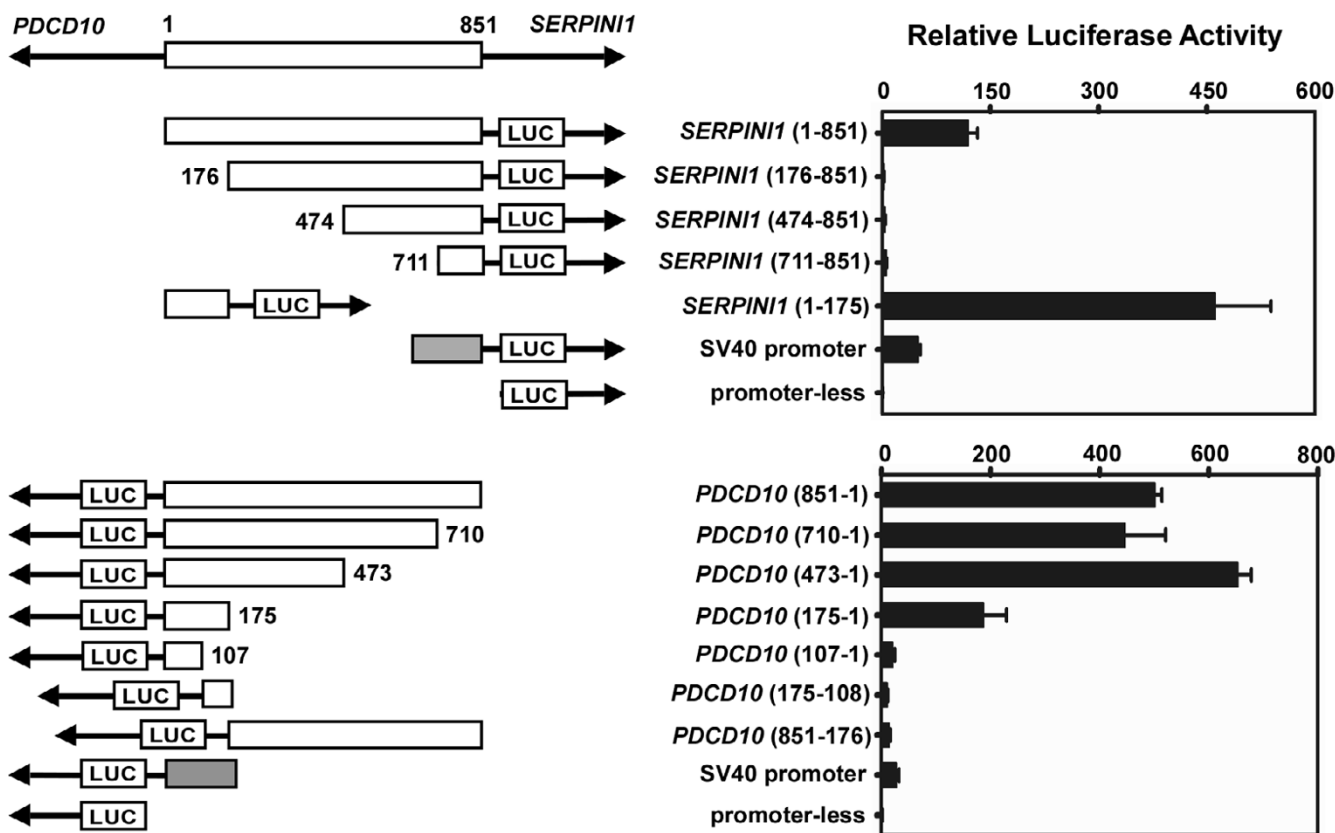 PDCD10 1 851 SERPINI1
Relative Luciferase Activity
0 150 300 450 600
LUC SERPINI1 (1-851)
176 LUC SERPINI1 (176-851)
474 LUC SERPINI1 (474-851)
711 LUC SERPINI1 (711-851)
LUC SERPINI1 (1-175)
LUC SV40 promoter
LUC promoter-less
0 200 400 600 800
LUC PDCD10 (851-1)
LUC 710 PDCD10 (710-1)
LUC 473 PDCD10 (473-1)
LUC 175 PDCD10 (175-1)
LUC 107 PDCD10 (107-1)
LUC PDCD10 (175-108)
LUC PDCD10 (851-176)
LUC SV40 promoter
LUC promoter-less